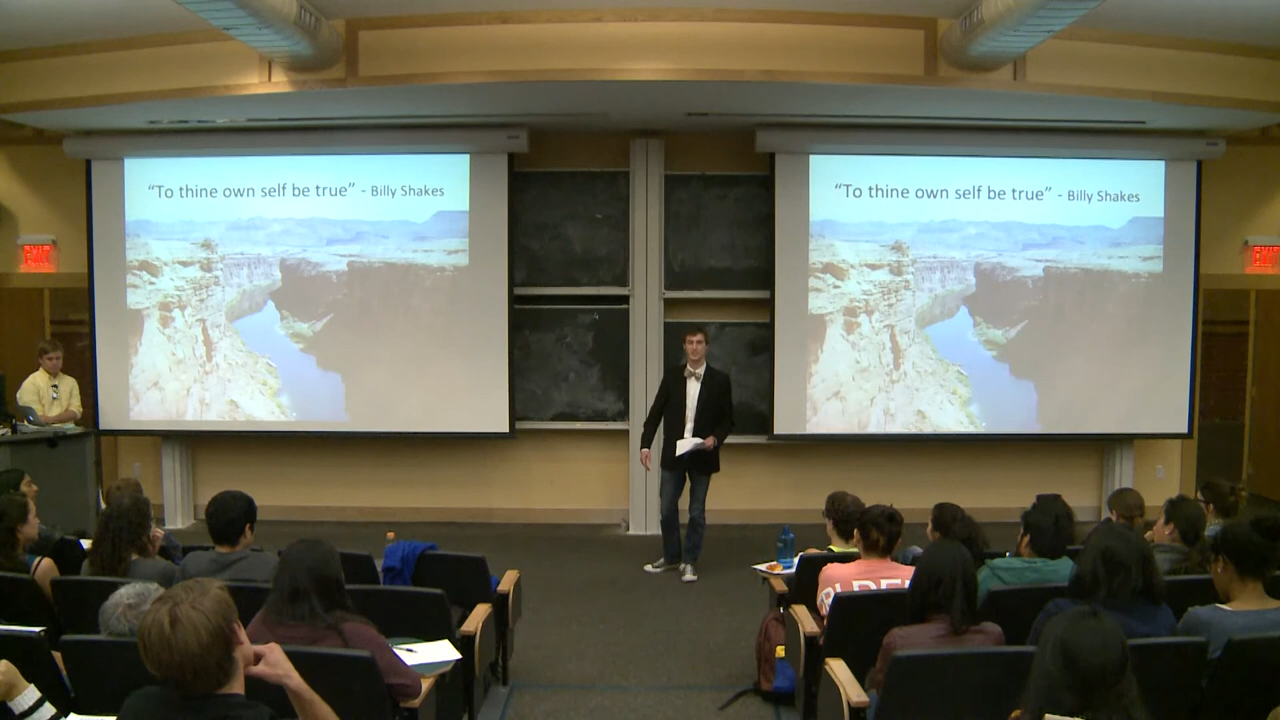 “To thine own self be true” - Billy Shakes
“To thine own self be true” - Billy Shakes
EXIT
EXIT